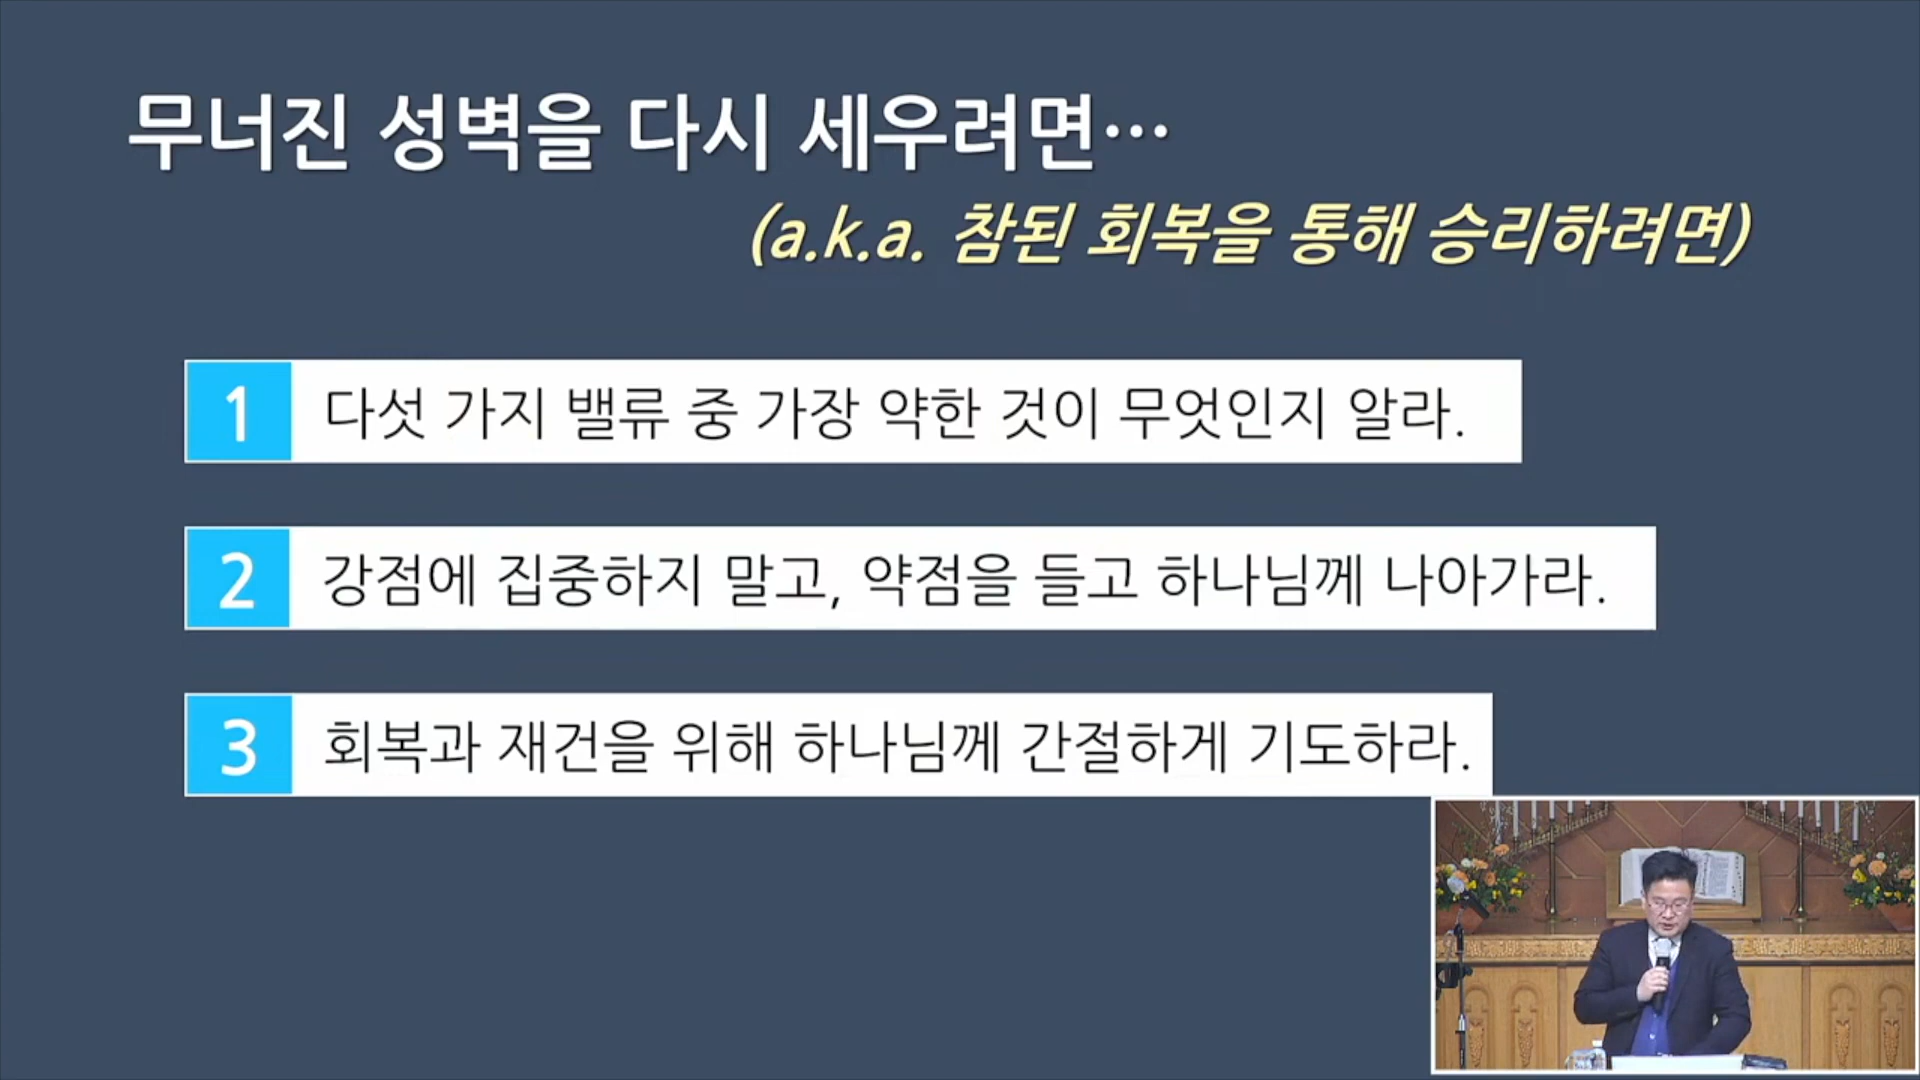 무너진 성벽을 다시 세우려면…
(a.k.a. 참된 회복을 통해 승리하려면)
1 다섯 가지 밸류 중 가장 약한 것이 무엇인지 알라.
2 강점에 집중하지 말고, 약점을 들고 하나님께 나아가라.
3 회복과 재건을 위해 하나님께 간절하게 기도하라.